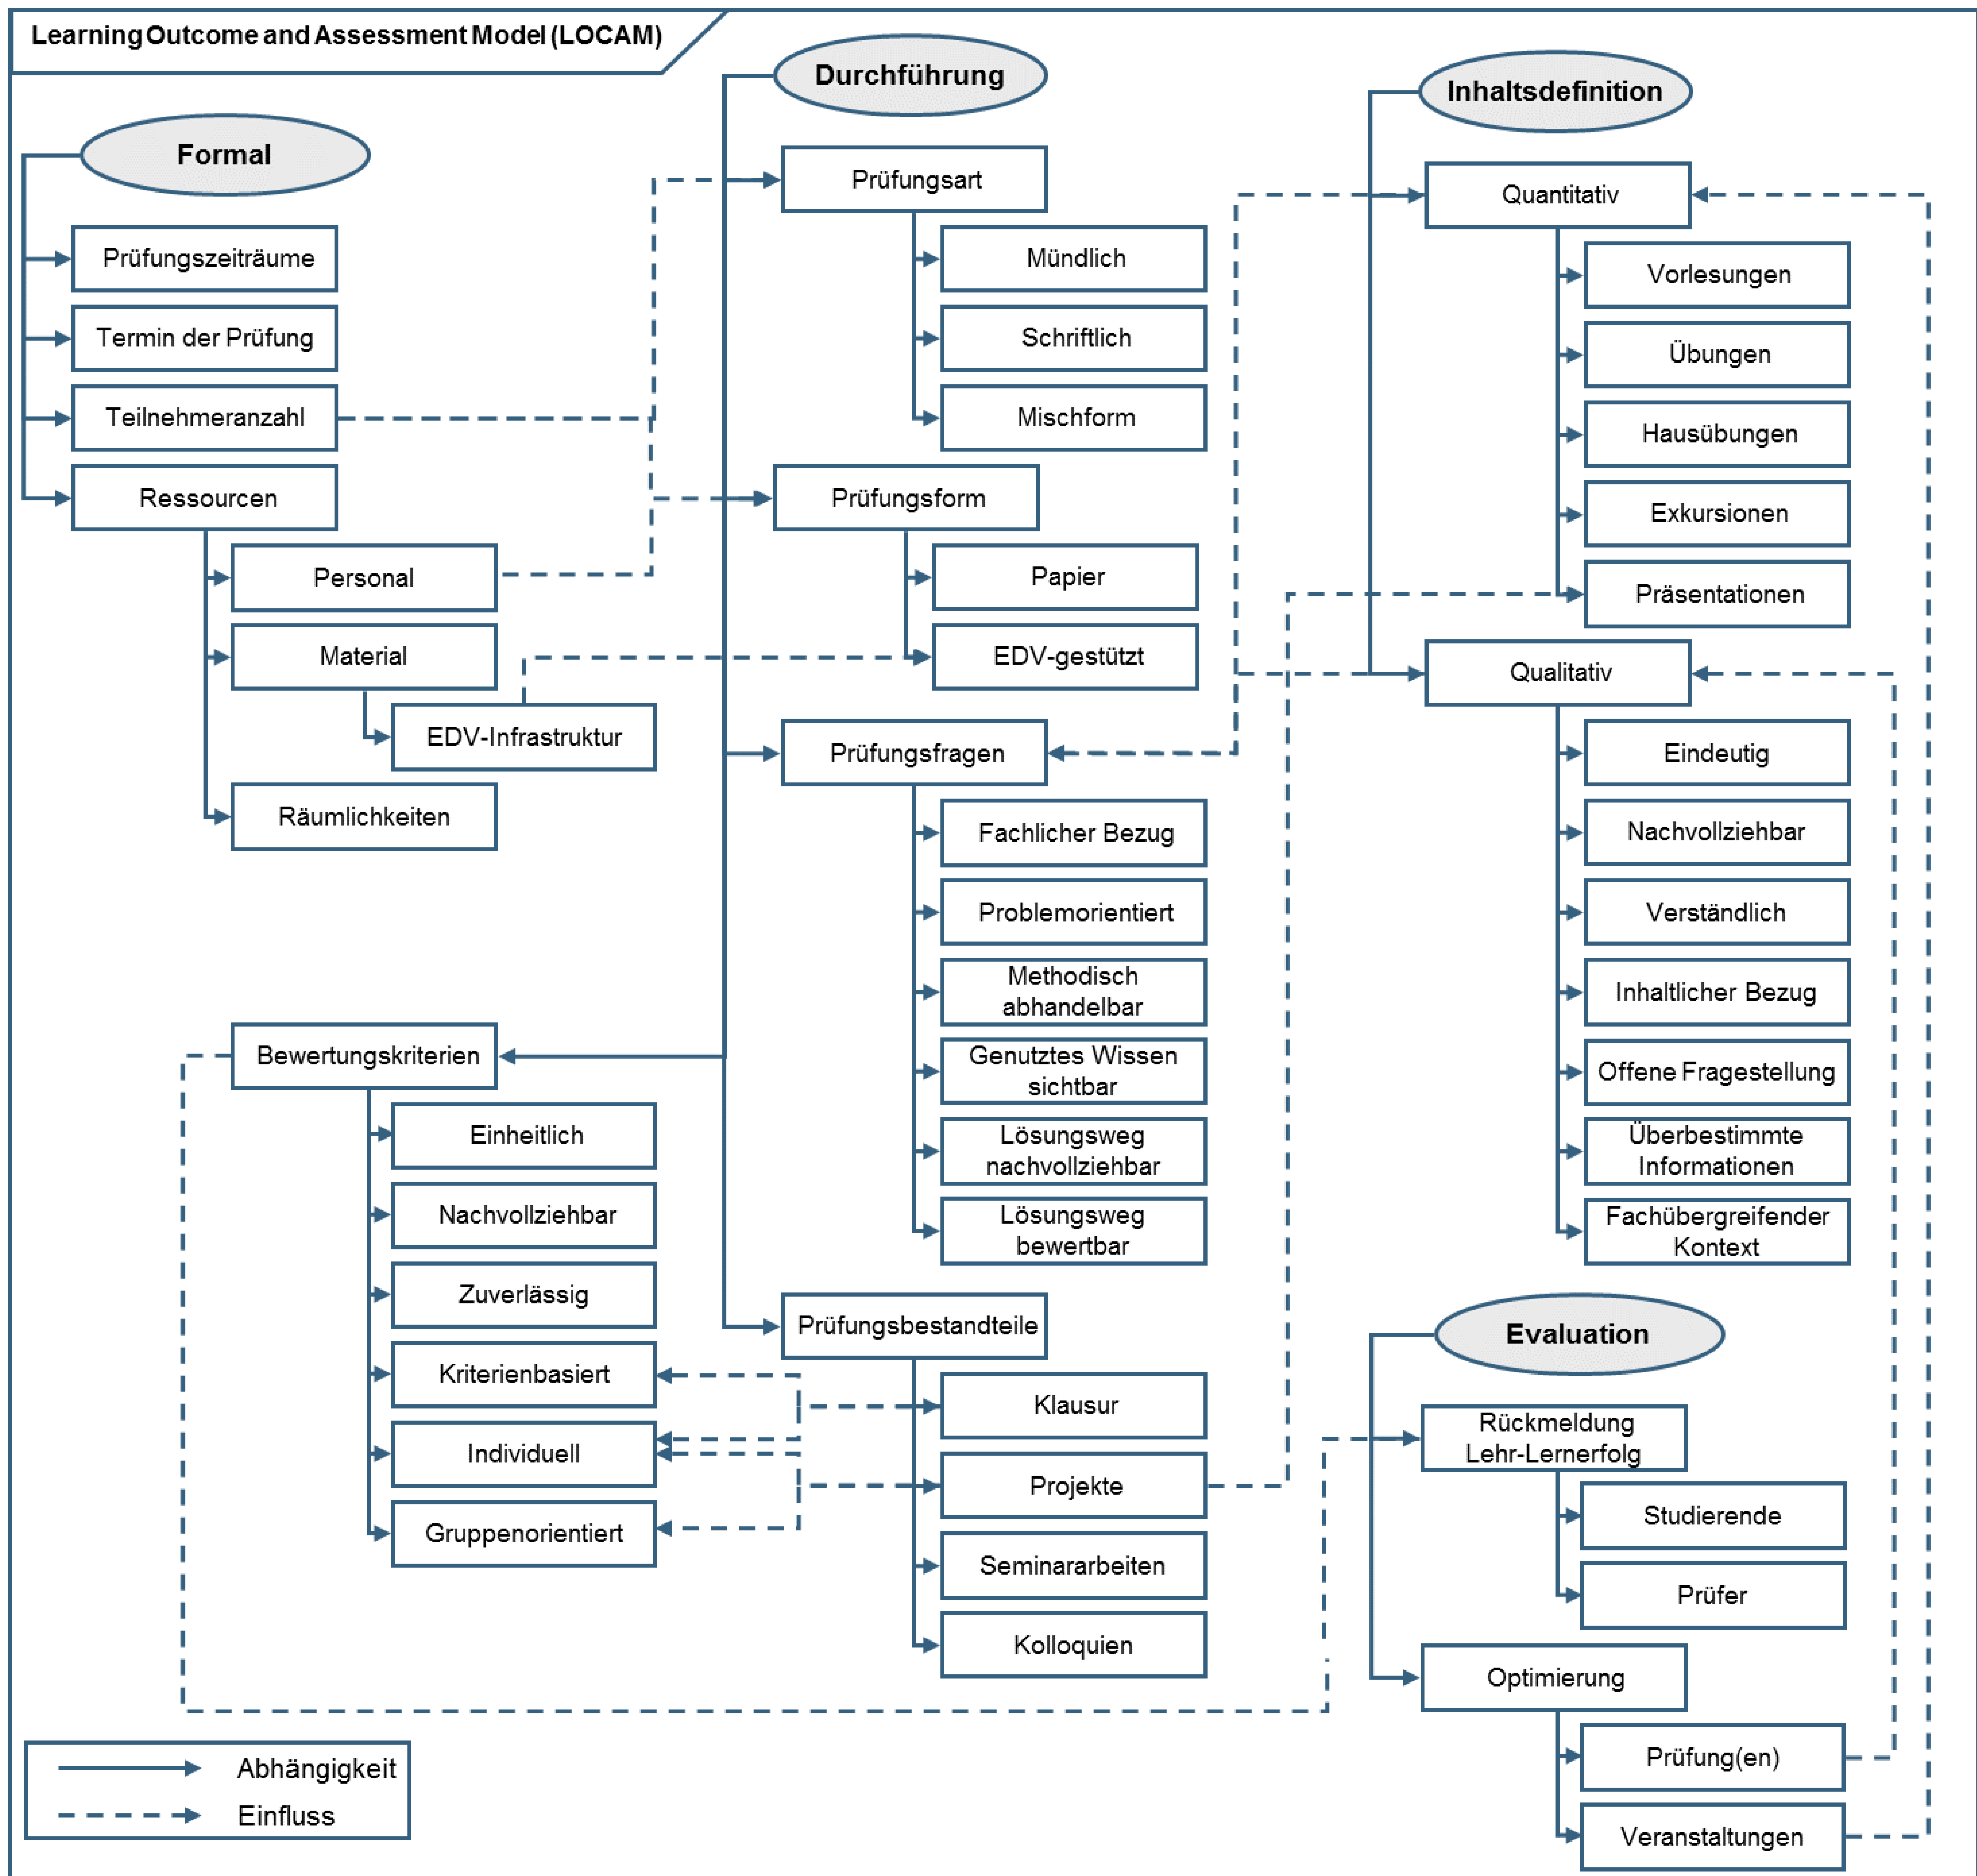 Learning Outcome and Assessment Model (LOCAM)
Formal
Prüfungszeiträume
Termin der Prüfung
Teilnehmeranzahl
Ressourcen
Personal
Material
EDV-Infrastruktur
Räumlichkeiten
Durchführung
Prüfungsart
Mündlich
Schriftlich
Mischform
Prüfungsform
Papier
EDV-gestützt
Prüfungsfragen
Fachlicher Bezug
Problemorientiert
Methodisch
abhandelbar
Genutztes Wissen
sichtbar
Lösungsweg
nachvollziehbar
Lösungsweg
bewertbar
Bewertungskriterien
Einheitlich
Nachvollziehbar
Zuverlässig
Kriterienbasiert
Individuell
Gruppenorientiert
Prüfungsbestandteile
Klausur
Projekte
Seminararbeiten
Kolloquien
Inhaltsdefinition
Quantitativ
Vorlesungen
Übungen
Hausübungen
Exkursionen
Präsentationen
Qualitativ
Eindeutig
Nachvollziehbar
Verständlich
Inhaltlicher Bezug
Offene Fragestellung
Überbestimmte
Informationen
Fachübergreifender
Kontext
Evaluation
Rückmeldung
Lehr-Lernerfolg
Studierende
Prüfer
Optimierung
Prüfung(en)
Veranstaltungen
Abhängigkeit
Einfluss